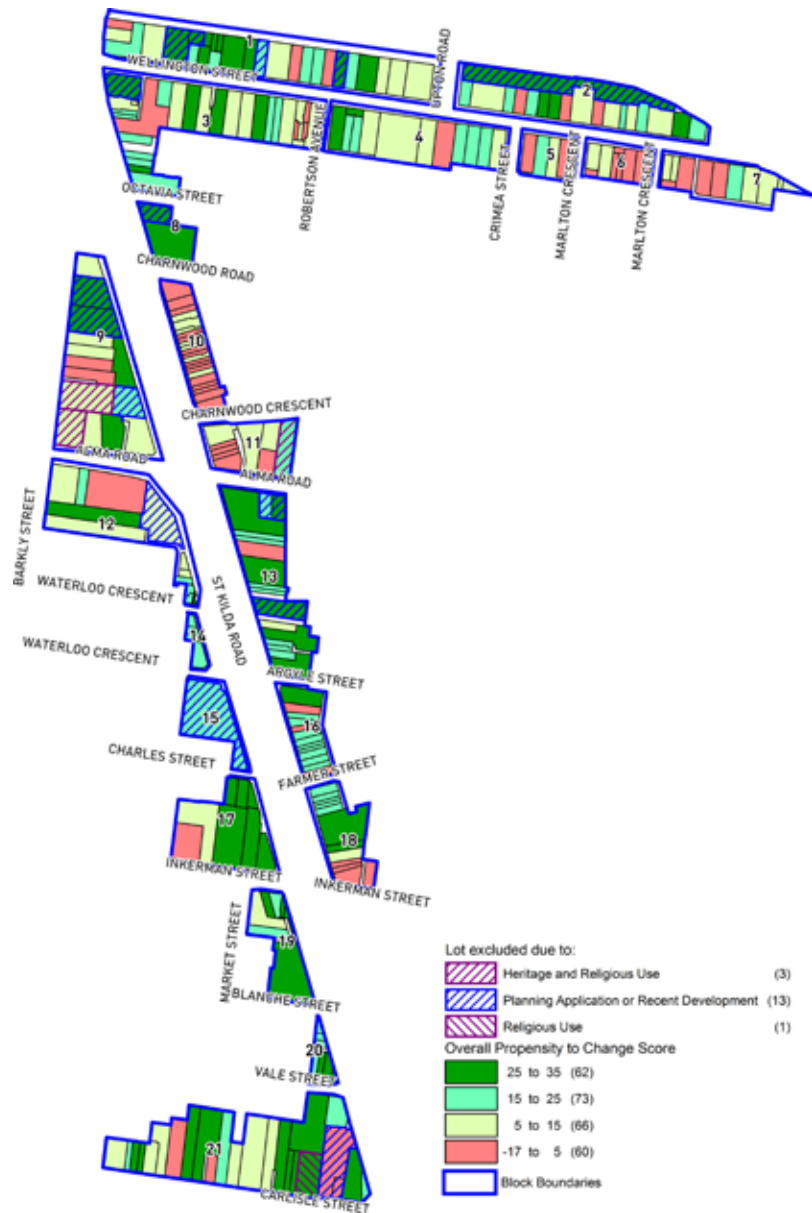 1
WELLINGTON STREET
UPTON ROAD
2
3
ROBERTSON AVENUE
4
CRIMEA STREET
5
MARLTON CRESCENT
6
MARLTON CRESCENT
7
OCTAVIA STREET
8
CHARNWOOD ROAD
9
10
CHARNWOOD CRESCENT
11
ALMA ROAD
ALMA ROAD
12
BARKLY STREET
13
WATERLOO CRESCENT
ST KILDA ROAD
14
WATERLOO CRESCENT
ARGYLE STREET
15
16
CHARLES STREET
FARMER STREET
17
18
INKERMAN STREET
INKERMAN STREET
MARKET STREET
19
BLANCHE STREET
20
VALE STREET
21
CARLISLE STREET
Lot excluded due to:
Heritage and Religious Use (3)
Planning Application or Recent Development (13)
Religious Use (1)
Overall Propensity to Change Score
25 to 35 (62)
15 to 25 (73)
5 to 15 (66)
-17 to 5 (60)
Block Boundaries